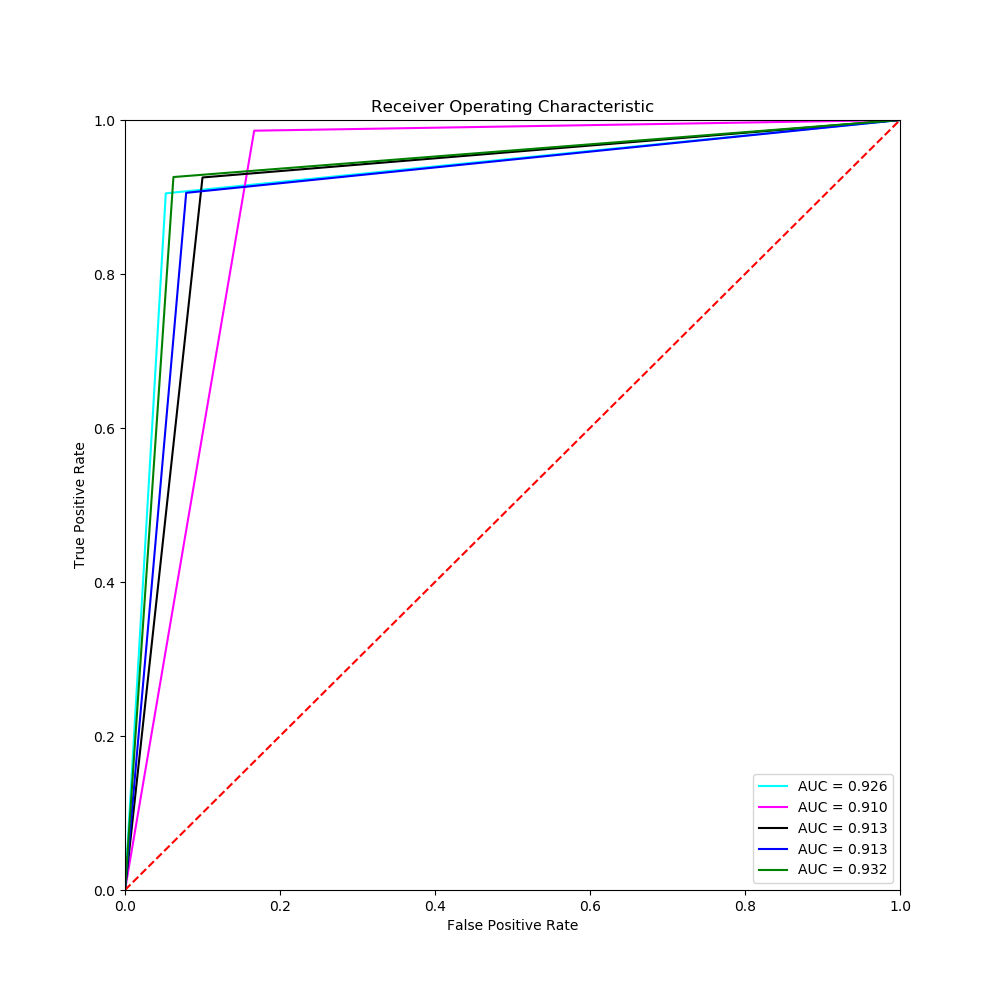 Receiver Operating Characteristic
1.0
0.8
0.6
0.4
0.2
0.0
True Positive Rate
AUC = 0.926
AUC = 0.910
AUC = 0.913
AUC = 0.913
AUC = 0.932
0.0 0.2 0.4 0.6 0.8 1.0
False Positive Rate